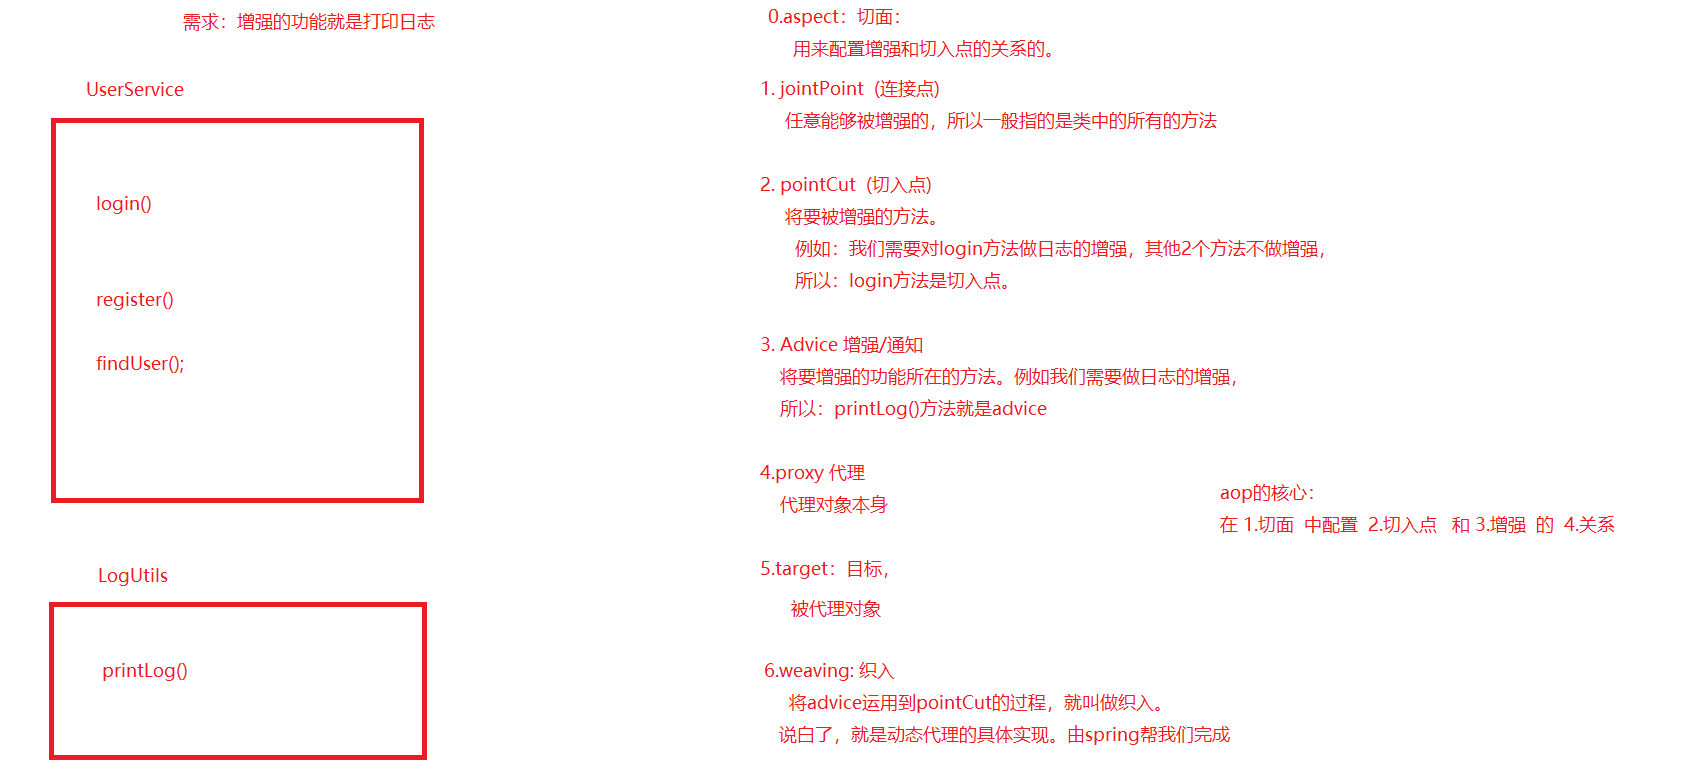 需求：增强的功能就是打印日志
UserService
login()
register()
findUser();
LogUtils
printLog()
0.aspect：切面：
用来配置增强和切入点的关系的。
1. jointPoint（连接点)
任意能够被增强的，所以一般指的是类中的所有的方法
2. pointCut（切入点)
将要被增强的方法。
例如：我们需要对login方法做日志的增强，其他2个方法不做增强，
所以：login方法是切入点。
3. Advice 增强/通知
将要增强的功能所在的方法。例如我们需要做日志的增强，
所以：printLog()方法就是advice
4.proxy 代理
代理对象本身
aop的核心：
在 1.切面 中配置 2.切入点 和 3.增强 的 4.关系
5.target：目标，
被代理对象
6.weaving: 织入
将advice运用到pointCut的过程，就叫做织入。
说白了，就是动态代理的具体实现。由spring帮我们完成